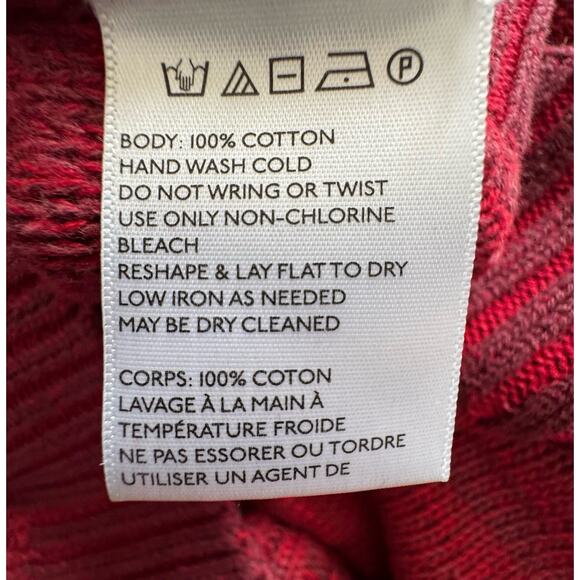 P
BODY: 100% COTTON
HAND WASH COLD
DO NOT WRING OR TWIST
USE ONLY NON-CHLORINE
BLEACH
RESHAPE & LAY FLAT TO DRY
LOW IRON AS NEEDED
MAY BE DRY CLEANED
CORPS: 100% COTON
LAVAGE À LA MAIN À
TEMPÉRATURE FROIDE
NE PAS ESSORER OU TORDRE
UTILISER UN AGENT DE